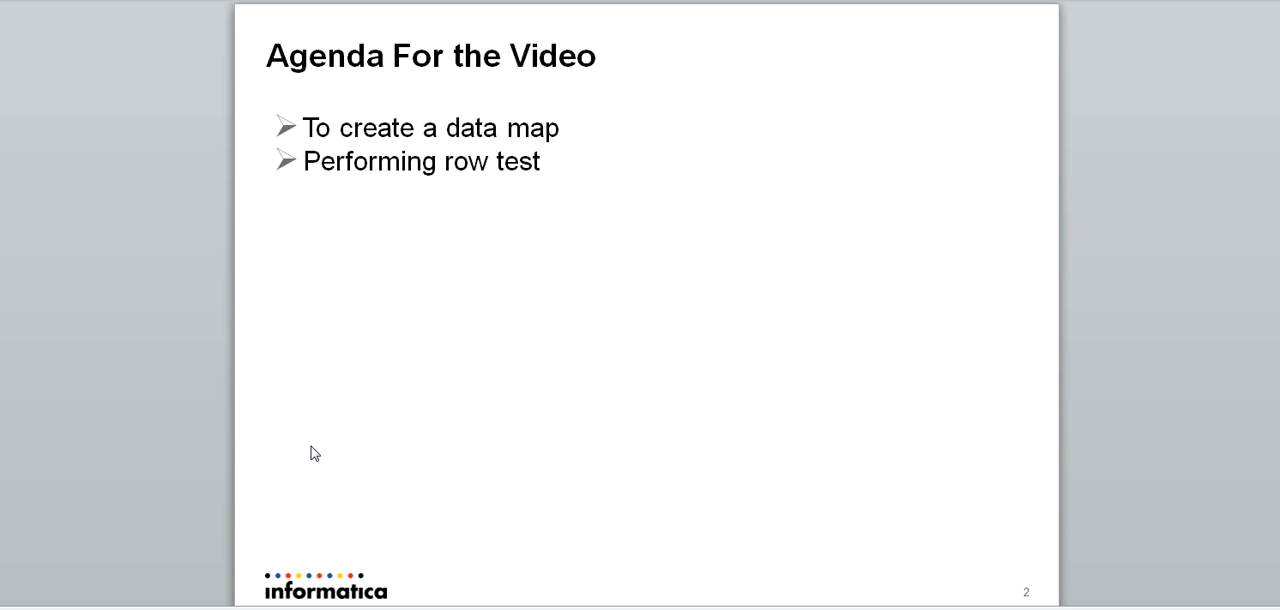 Agenda For the Video
To create a data map
Performing row test
informatica
2